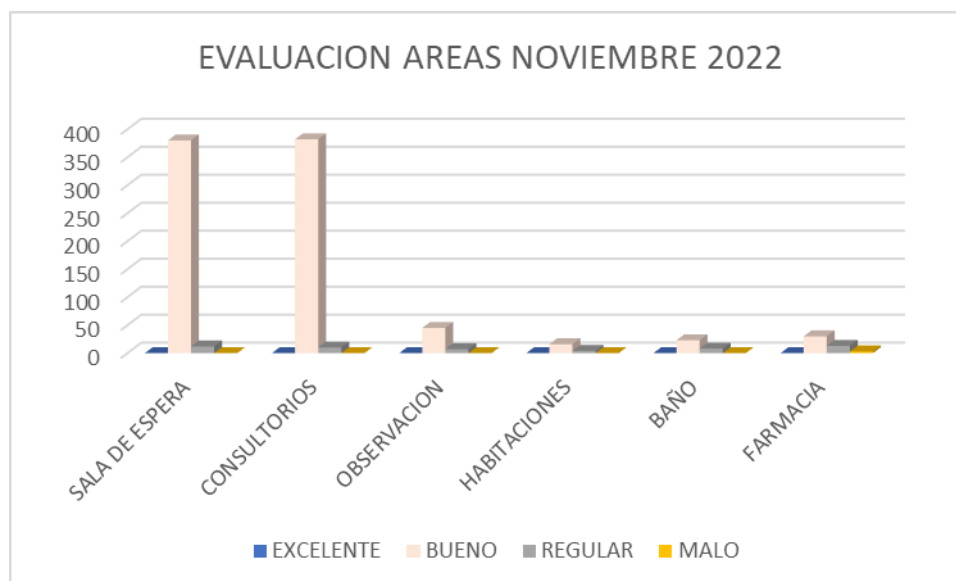 EVALUACION AREAS NOVIEMBRE 2022
400
350
300
250
200
150
100
50
0
SALA DE ESPERA
CONSULTORIOS
OBSERVACION
HABITACIONES
BAÑO
FARMACIA
EXCELENTE BUENO REGULAR MALO